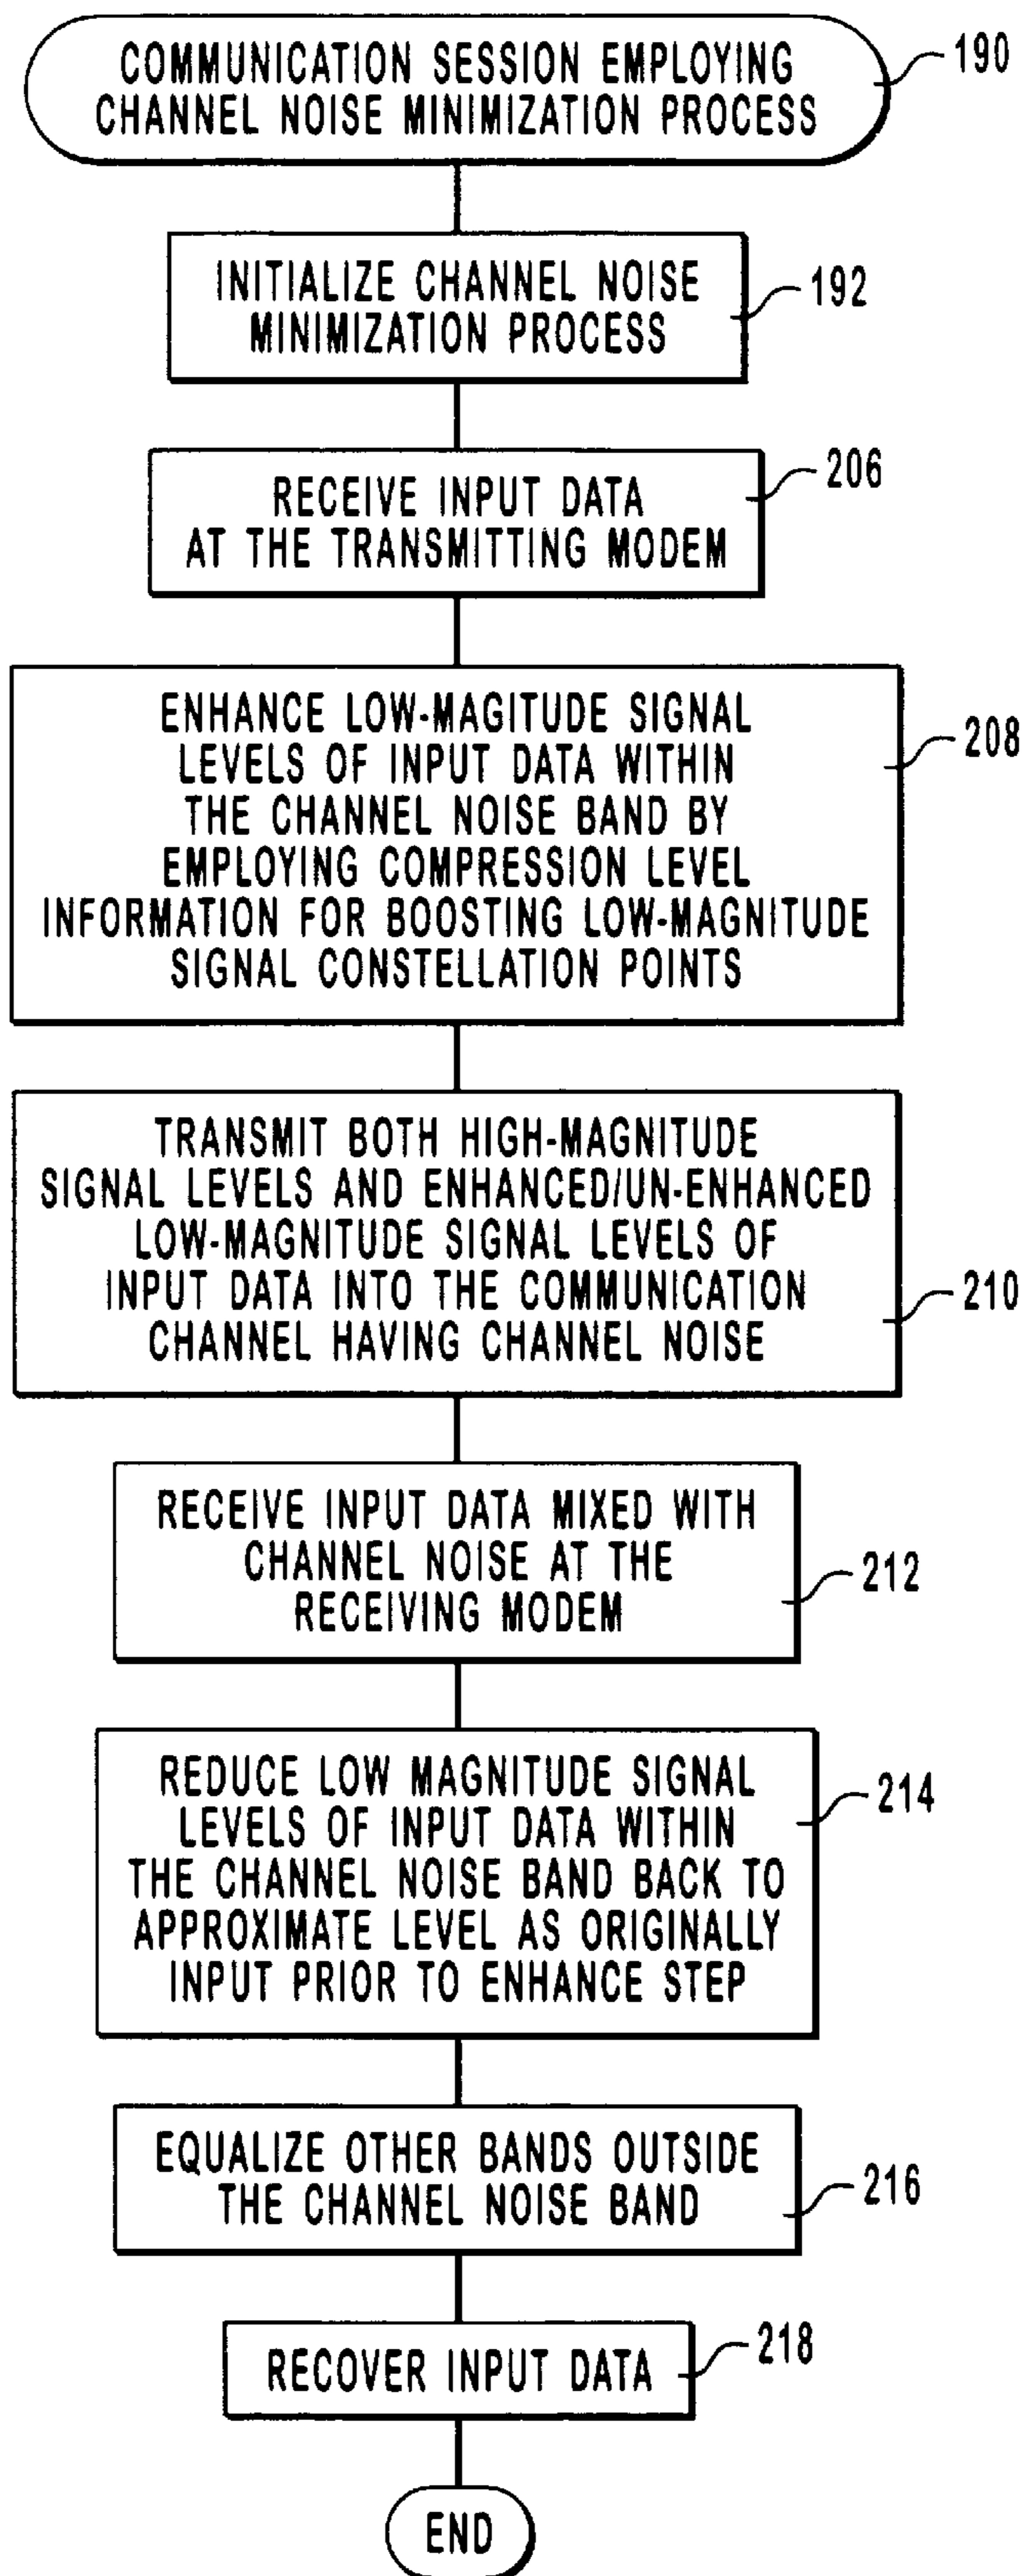 COMMUNICATION SESSION EMPLOYING
CHANNEL NOISE MINIMIZATION PROCESS
190
INITIALIZE CHANNEL NOISE
MINIMIZATION PROCESS
192
RECEIVE INPUT DATA
AT THE TRANSMITTING MODEM
206
ENHANCE LOW-MAGITUDE SIGNAL
LEVELS OF INPUT DATA WITHIN
THE CHANNEL NOISE BAND BY
EMPLOYING COMPRESSION LEVEL
INFORMATION FOR BOOSTING LOW-MAGNITUDE
SIGNAL CONSTELLATION POINTS
208
TRANSMIT BOTH HIGH-MAGNITUDE
SIGNAL LEVELS AND ENHANCED/UN-ENHANCED
LOW-MAGNITUDE SIGNAL LEVELS OF
INPUT DATA INTO THE COMMUNICATION
CHANNEL HAVING CHANNEL NOISE
210
RECEIVE INPUT DATA MIXED WITH
CHANNEL NOISE AT THE
RECEIVING MODEM
212
REDUCE LOW MAGNITUDE SIGNAL
LEVELS OF INPUT DATA WITHIN
THE CHANNEL NOISE BAND BACK TO
APPROXIMATE LEVEL AS ORIGINALLY
INPUT PRIOR TO ENHANCE STEP
214
EQUALIZE OTHER BANDS OUTSIDE
THE CHANNEL NOISE BAND
216
RECOVER INPUT DATA
218
END